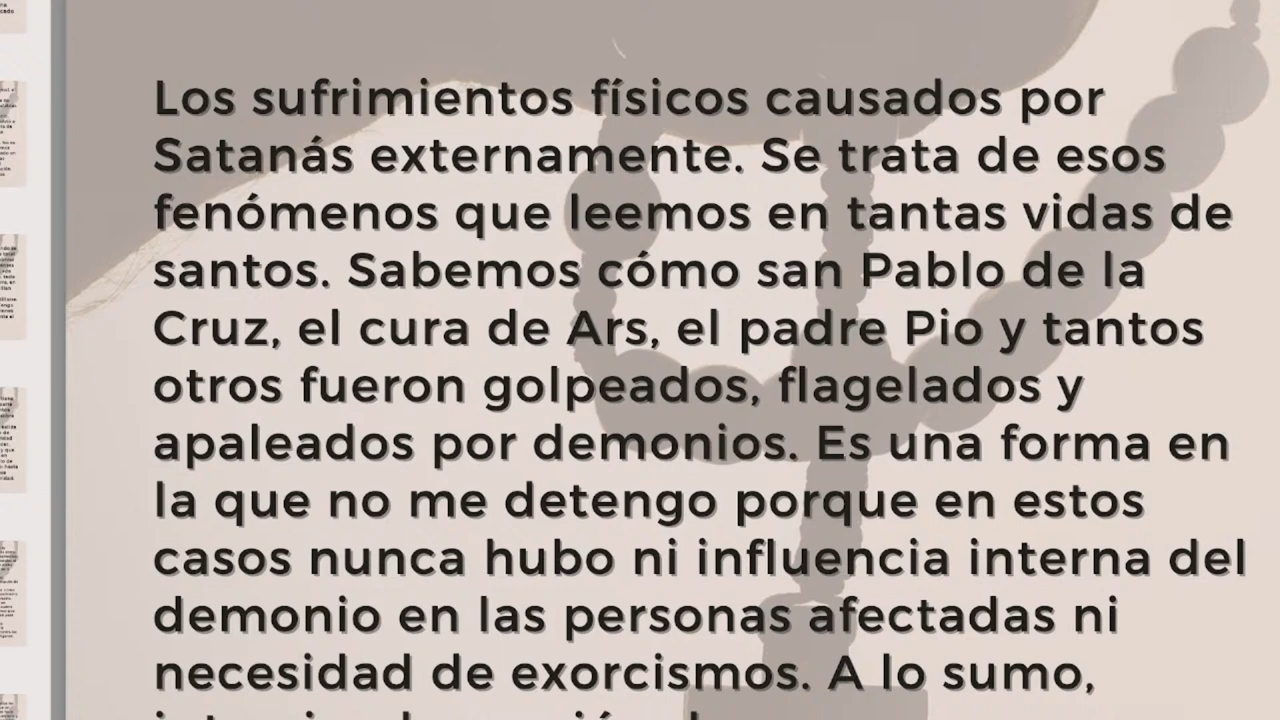 Los sufrimientos físicos causados por
Satanás externamente. Se trata de esos
fenómenos que leemos en tantas vidas de
santos. Sabemos cómo san Pablo de la
Cruz, el cura de Ars, el padre Pio y tantos
otros fueron golpeados, flagelados y
apaleados por demonios. Es una forma en
la que no me detengo porque en estos
casos nunca hubo ni influencia interna del
demonio en las personas afectadas ni
necesidad de exorcismos. A lo sumo,